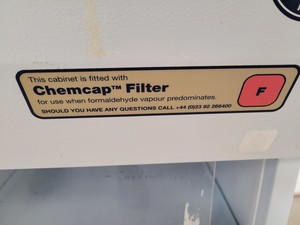 This cabinet is fitted with
Chemcap™ Filter
for use when formaldehyde vapour predominates.
SHOULD YOU HAVE ANY QUESTIONS CALL +44 (0)23 92 266400
F